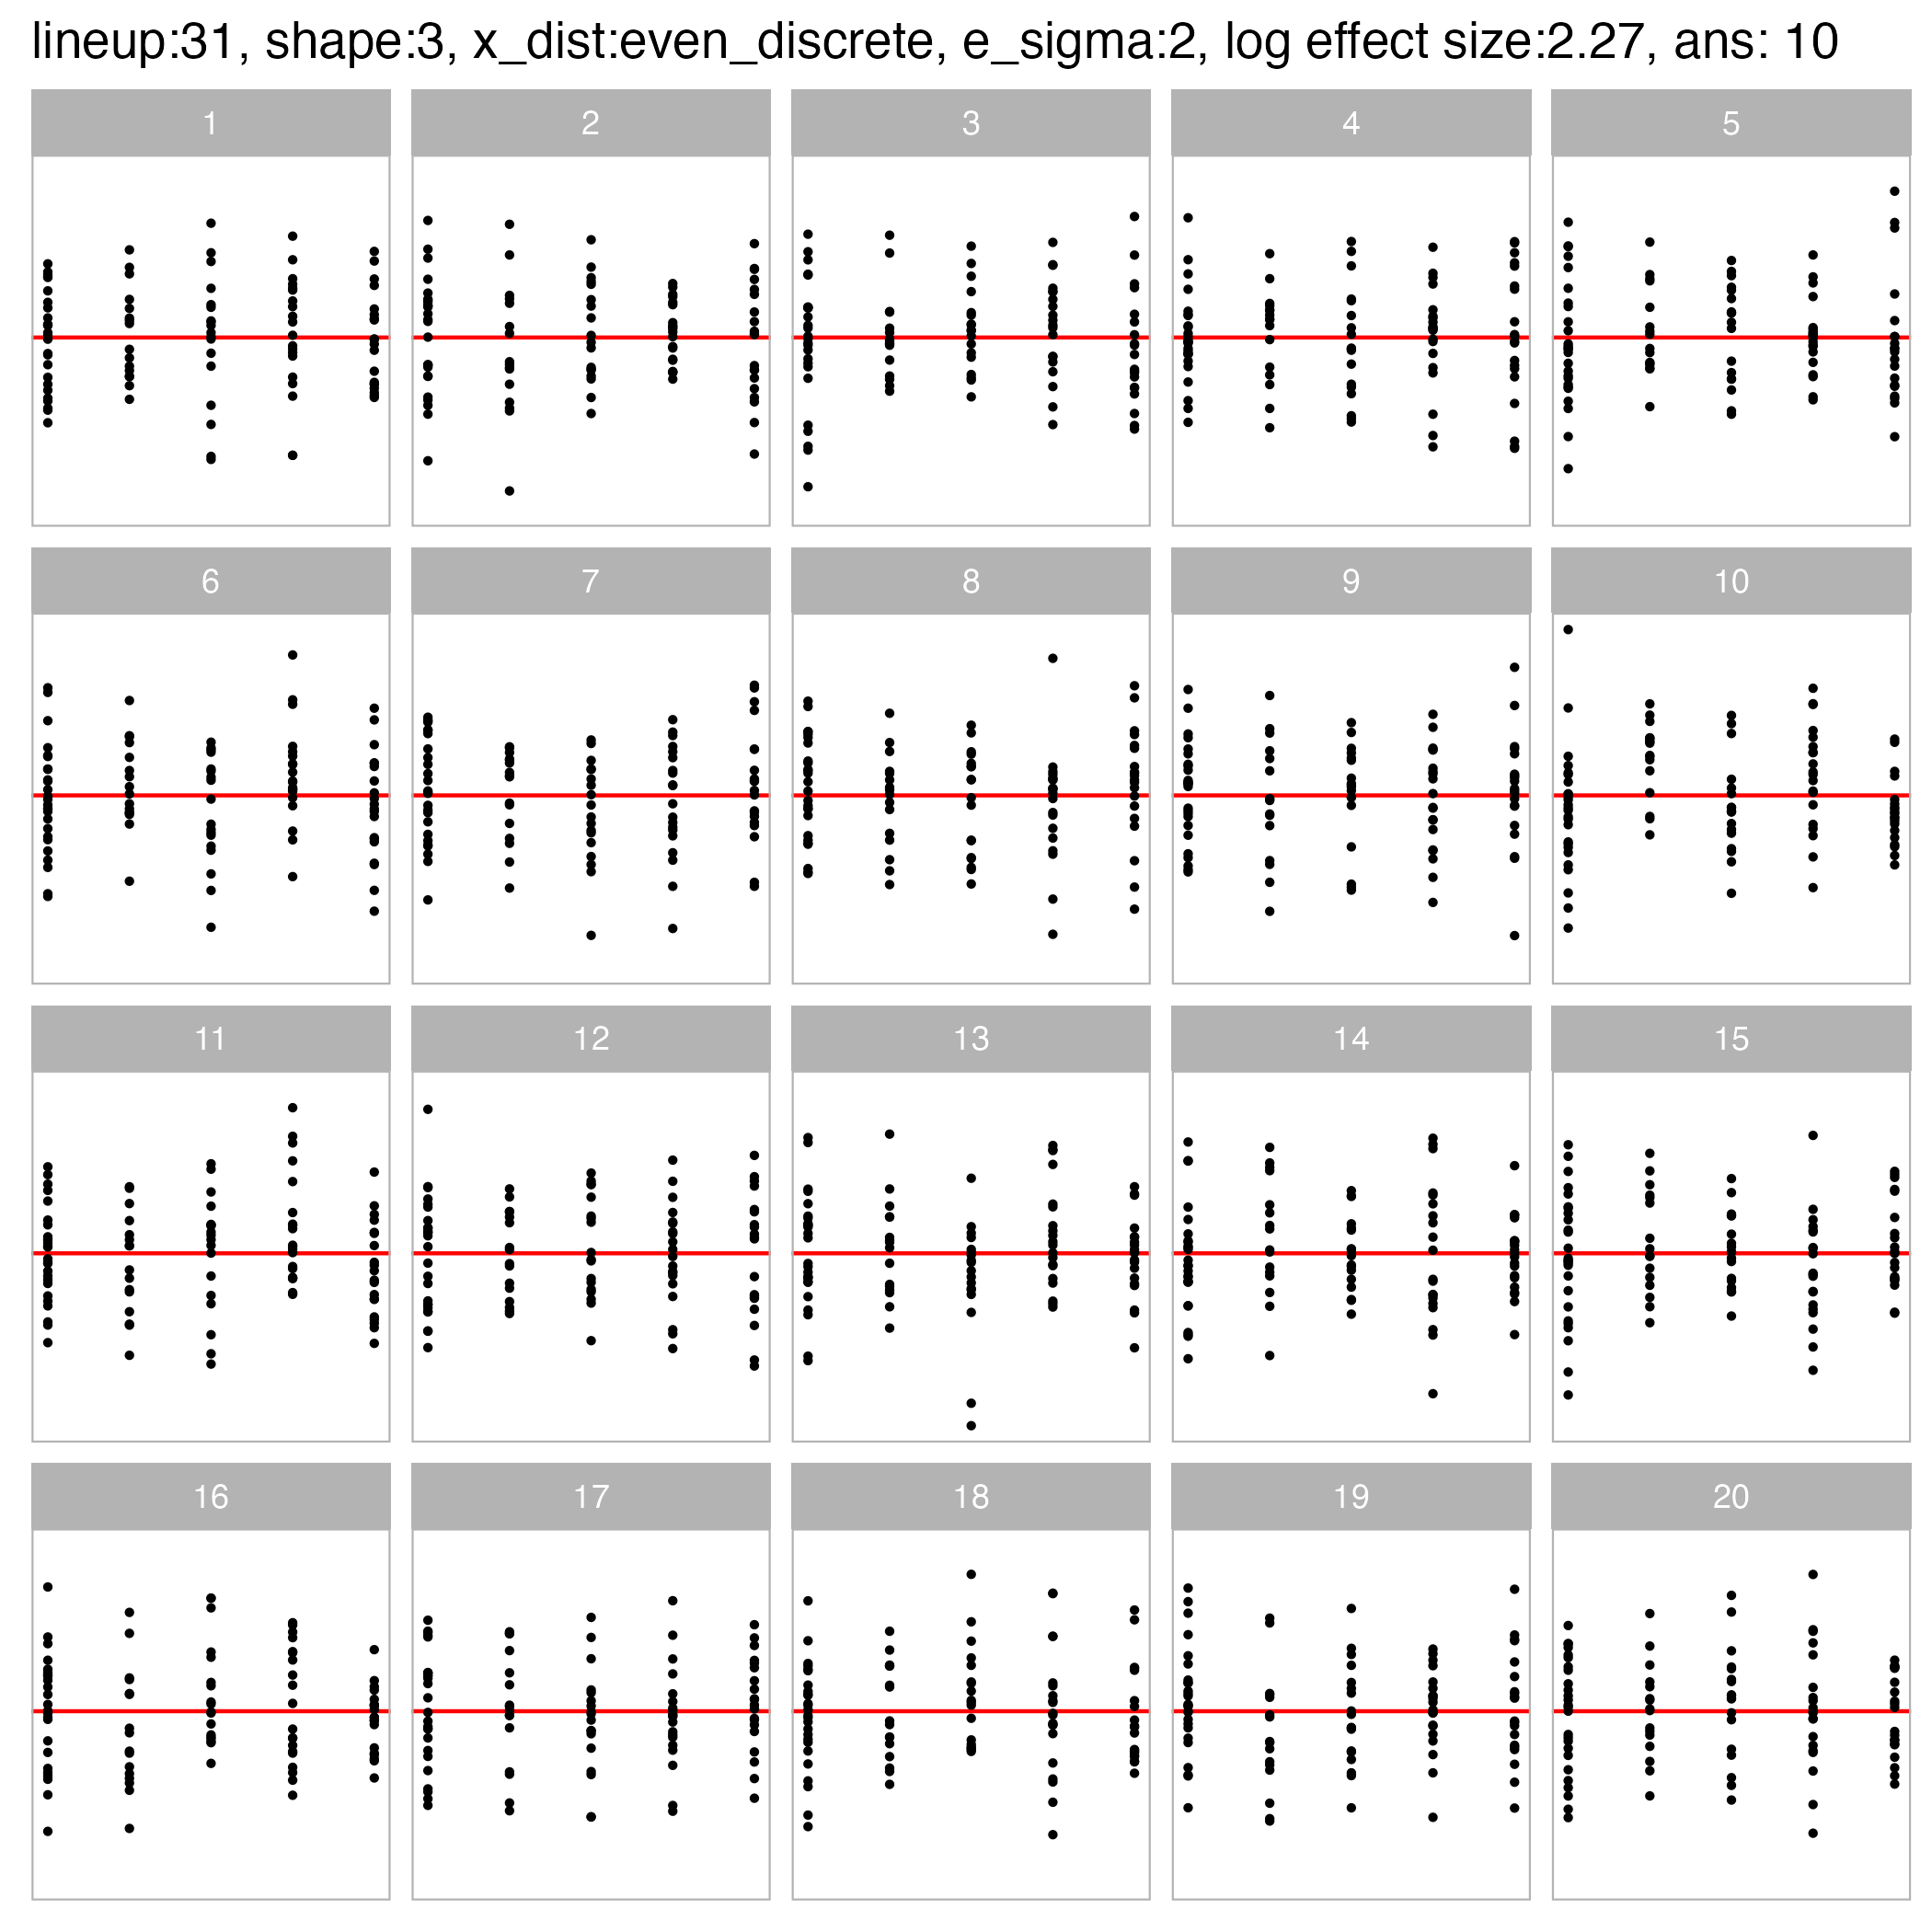 lineup:31, shape:3, x_dist:even_discrete, e_sigma:2, log effect size:2.27, ans: 10
1 2 3 4 5
6 7 8 9 10
11 12 13 14 15
16 17 18 19 20